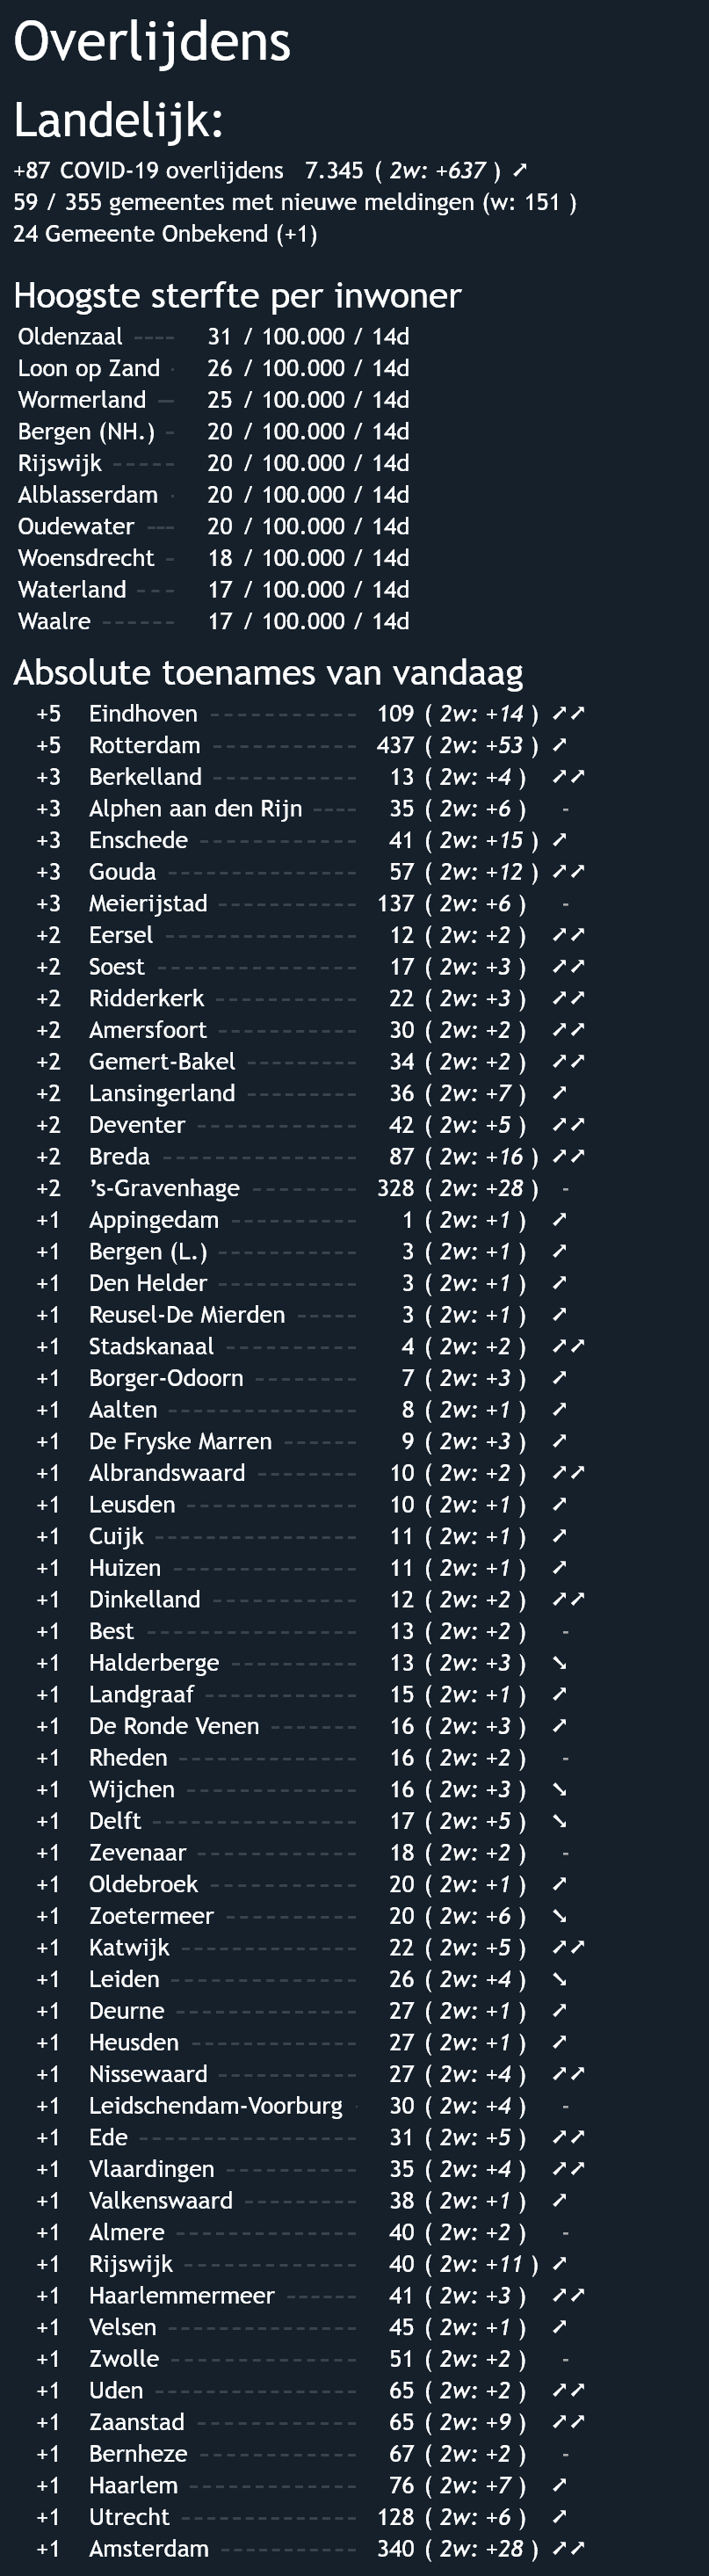 Overlijdens
Landelijk:
+87 COVID-19 overlijdens 7.345 ( 2w: +637 ) ➚
59 / 355 gemeentes met nieuwe meldingen (w: 151 )
24 Gemeente Onbekend (+1)
Hoogste sterfte per inwoner
Oldenzaal ---- 31 / 100.000 / 14d
Loon op Zand - 26 / 100.000 / 14d
Wormerland -- 25 / 100.000 / 14d
Bergen (NH.) - 20 / 100.000 / 14d
Rijswijk ----- 20 / 100.000 / 14d
Alblasserdam - 20 / 100.000 / 14d
Oudewater --- 20 / 100.000 / 14d
Woensdrecht - 18 / 100.000 / 14d
Waterland --- 17 / 100.000 / 14d
Waalre ------ 17 / 100.000 / 14d
Absolute toenames van vandaag
+5 Eindhoven ----------- 109 ( 2w: +14 ) ➚➚
+5 Rotterdam ----------- 437 ( 2w: +53 ) ➚
+3 Berkelland ----------- 13 ( 2w: +4 ) ➚➚
+3 Alphen aan den Rijn ---- 35 ( 2w: +6 ) -
+3 Enschede ------------ 41 ( 2w: +15 ) ➚
+3 Gouda -------------- 57 ( 2w: +12 ) ➚➚
+3 Meierijstad ----------- 137 ( 2w: +6 ) -
+2 Eersel -------------- 12 ( 2w: +2 ) ➚➚
+2 Soest --------------- 17 ( 2w: +3 ) ➚➚
+2 Ridderkerk ----------- 22 ( 2w: +3 ) ➚➚
+2 Amersfoort ----------- 30 ( 2w: +2 ) ➚➚
+2 Gemert-Bakel --------- 34 ( 2w: +2 ) ➚➚
+2 Lansingerland --------- 36 ( 2w: +7 ) ➚
+2 Deventer ------------ 42 ( 2w: +5 ) ➚➚
+2 Breda --------------- 87 ( 2w: +16 ) ➚➚
+2 ’s-Gravenhage -------- 328 ( 2w: +28 ) -
+1 Appingedam ---------- 1 ( 2w: +1 ) ➚
+1 Bergen (L.) ----------- 3 ( 2w: +1 ) ➚
+1 Den Helder ----------- 3 ( 2w: +1 ) ➚
+1 Reusel-De Mierden ----- 3 ( 2w: +1 ) ➚
+1 Stadskanaal ---------- 4 ( 2w: +2 ) ➚➚
+1 Borger-Odoorn -------- 7 ( 2w: +3 ) ➚
+1 Aalten -------------- 8 ( 2w: +1 ) ➚
+1 De Fryske Marren ------ 9 ( 2w: +3 ) ➚
+1 Albrandswaard -------- 10 ( 2w: +2 ) ➚➚
+1 Leusden ------------- 10 ( 2w: +1 ) ➚
+1 Cuijk --------------- 11 ( 2w: +1 ) ➚
+1 Huizen -------------- 11 ( 2w: +1 ) ➚
+1 Dinkelland ----------- 12 ( 2w: +2 ) ➚➚
+1 Best ---------------- 13 ( 2w: +2 ) -
+1 Halderberge ---------- 13 ( 2w: +3 ) ➘
+1 Landgraaf ----------- 15 ( 2w: +1 ) ➚
+1 De Ronde Venen ------- 16 ( 2w: +3 ) ➚
+1 Rheden ------------- 16 ( 2w: +2 ) -
+1 Wijchen ------------- 16 ( 2w: +3 ) ➘
+1 Delft --------------- 17 ( 2w: +5 ) ➘
+1 Zevenaar ------------ 18 ( 2w: +2 ) -
+1 Oldebroek ----------- 20 ( 2w: +1 ) ➚
+1 Zoetermeer ---------- 20 ( 2w: +6 ) ➘
+1 Katwijk ------------- 22 ( 2w: +5 ) ➚➚
+1 Leiden -------------- 26 ( 2w: +4 ) ➘
+1 Deurne ------------- 27 ( 2w: +1 ) ➚
+1 Heusden ------------ 27 ( 2w: +1 ) ➚
+1 Nissewaard ---------- 27 ( 2w: +4 ) ➚➚
+1 Leidschendam-Voorburg - 30 ( 2w: +4 ) -
+1 Ede ---------------- 31 ( 2w: +5 ) ➚➚
+1 Vlaardingen ---------- 35 ( 2w: +4 ) ➚➚
+1 Valkenswaard --------- 38 ( 2w: +1 ) ➚
+1 Almere ------------- 40 ( 2w: +2 ) -
+1 Rijswijk ------------- 40 ( 2w: +11 ) ➚
+1 Haarlemmermeer ------ 41 ( 2w: +3 ) ➚➚
+1 Velsen -------------- 45 ( 2w: +1 ) ➚
+1 Zwolle -------------- 51 ( 2w: +2 ) -
+1 Uden --------------- 65 ( 2w: +2 ) ➚➚
+1 Zaanstad ------------ 65 ( 2w: +9 ) ➚➚
+1 Bernheze ------------ 67 ( 2w: +2 ) -
+1 Haarlem ------------ 76 ( 2w: +7 ) ➚
+1 Utrecht ------------- 128 ( 2w: +6 ) ➚
+1 Amsterdam ---------- 340 ( 2w: +28 ) ➚➚